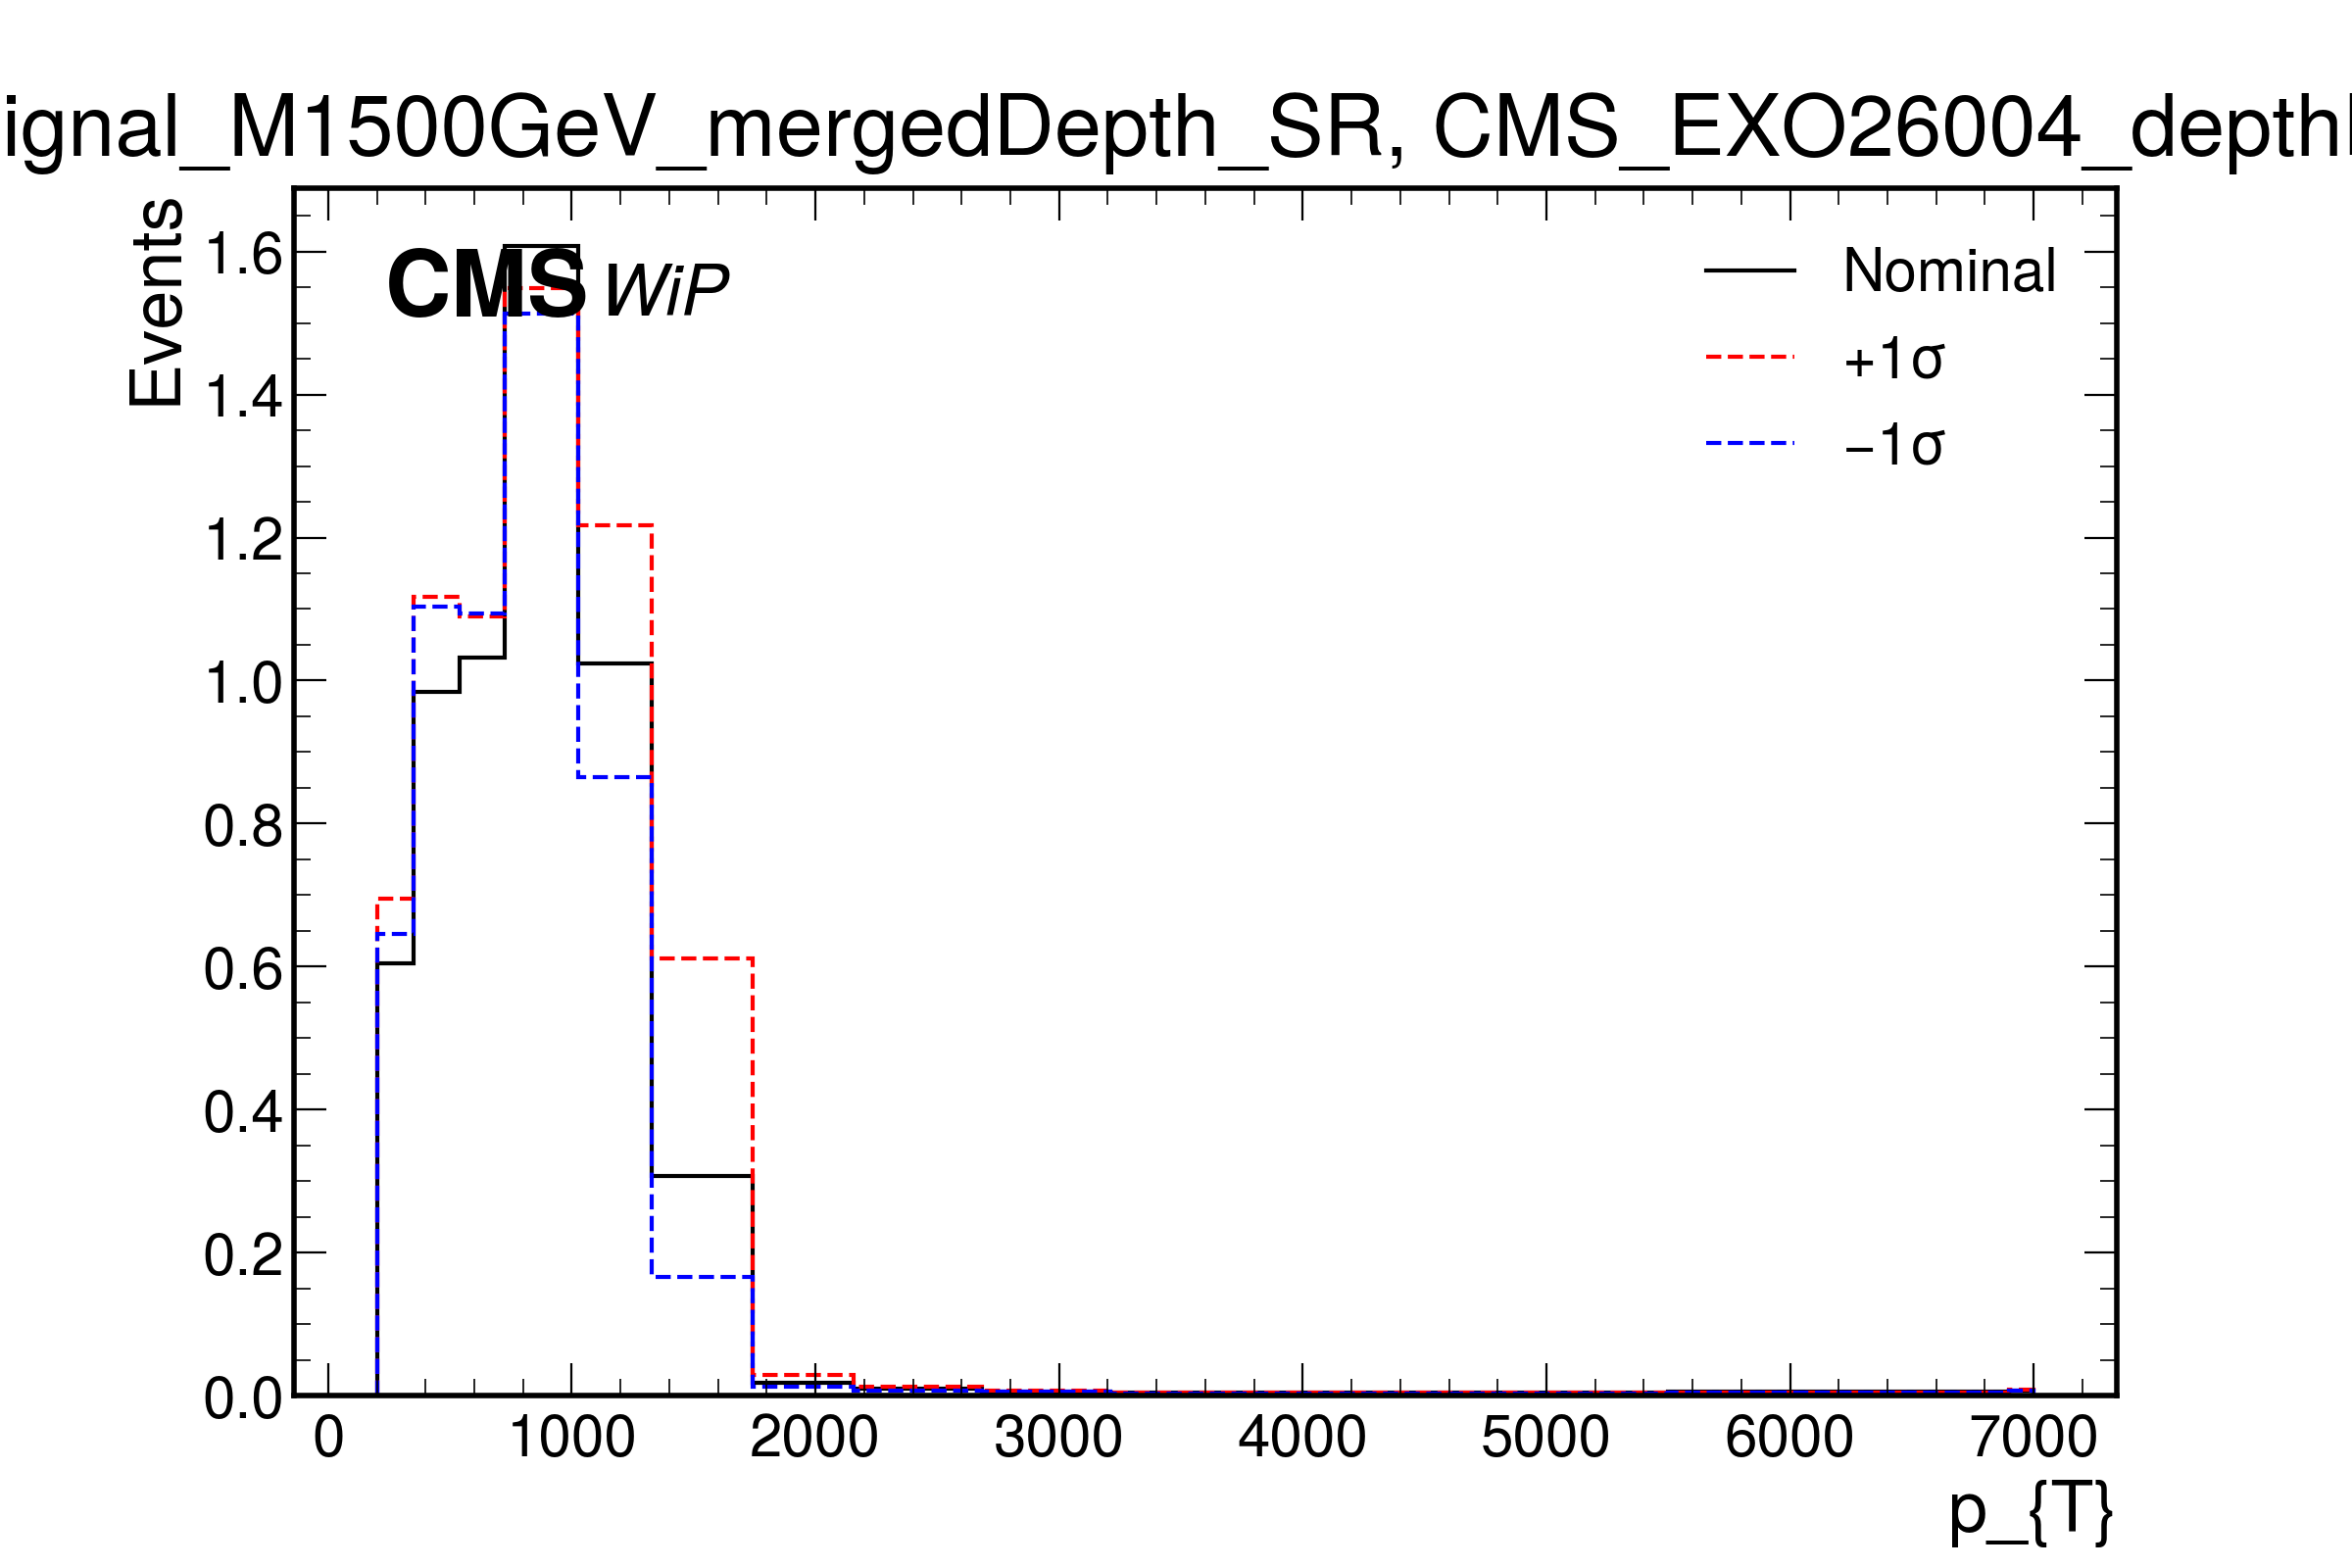 ignal_M1500GeV_mergedDepth_SR, CMS_EXO26004_depth
Events
CMS WiP
Nominal
+1σ
−1σ
1.6
1.4
1.2
1.0
0.8
0.6
0.4
0.2
0.0
0 1000 2000 3000 4000 5000 6000 7000
p_{T}